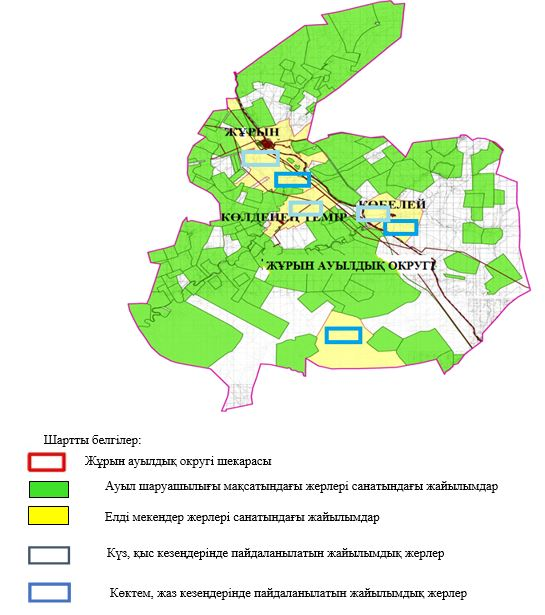 ЖҰРЫН
КӨБЕЛЕЙ
КӨЛДЕНЕҢ ТЕМІР
ЖҰРЫН АУЫЛДЫҚ ОКРУГІ
Шартты белгілер:
Жұрын ауылдық округі шекарасы
Ауыл шаруашылығы мақсатындағы жерлері санатындағы жайылымдар
Елді мекендер жерлері санатындағы жайылымдар
Күз, қыс кезеңдерінде пайдаланылатын жайылымдық жерлер
Көктем, жаз кезеңдерінде пайдаланылатын жайылымдық жерлер